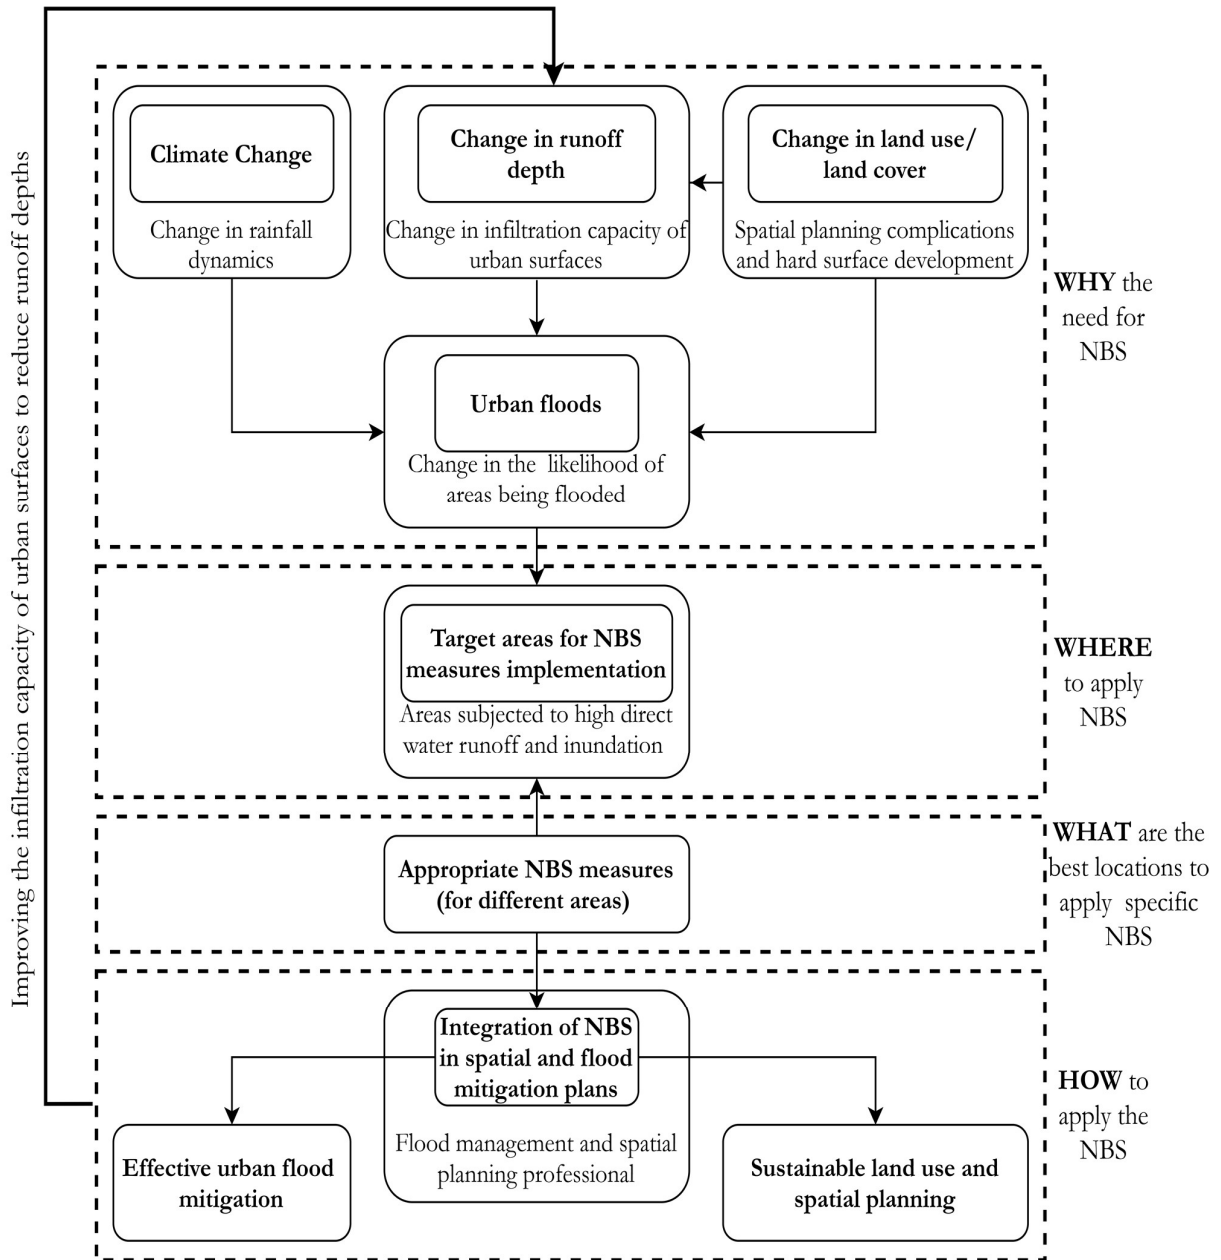 Improving the infiltration capacity of urban surfaces to reduce runoff depths
Climate Change
Change in rainfall
dynamics
Change in runoff
depth
Change in infiltration capacity of
urban surfaces
Change in land use/
land cover
Spatial planning complications
and hard surface development
Urban floods
Change in the likelihood of
areas being flooded
WHY the
need for
NBS
Target areas for NBS
measures implementation
Areas subjected to high direct
water runoff and inundation
WHERE
to apply
NBS
Appropriate NBS measures
(for different areas)
WHAT are the
best locations to
apply specific
NBS
Integration of NBS
in spatial and flood
mitigation plans
Flood management and spatial
planning professional
Effective urban flood
mitigation
Sustainable land use and
spatial planning
HOW to
apply the
NBS